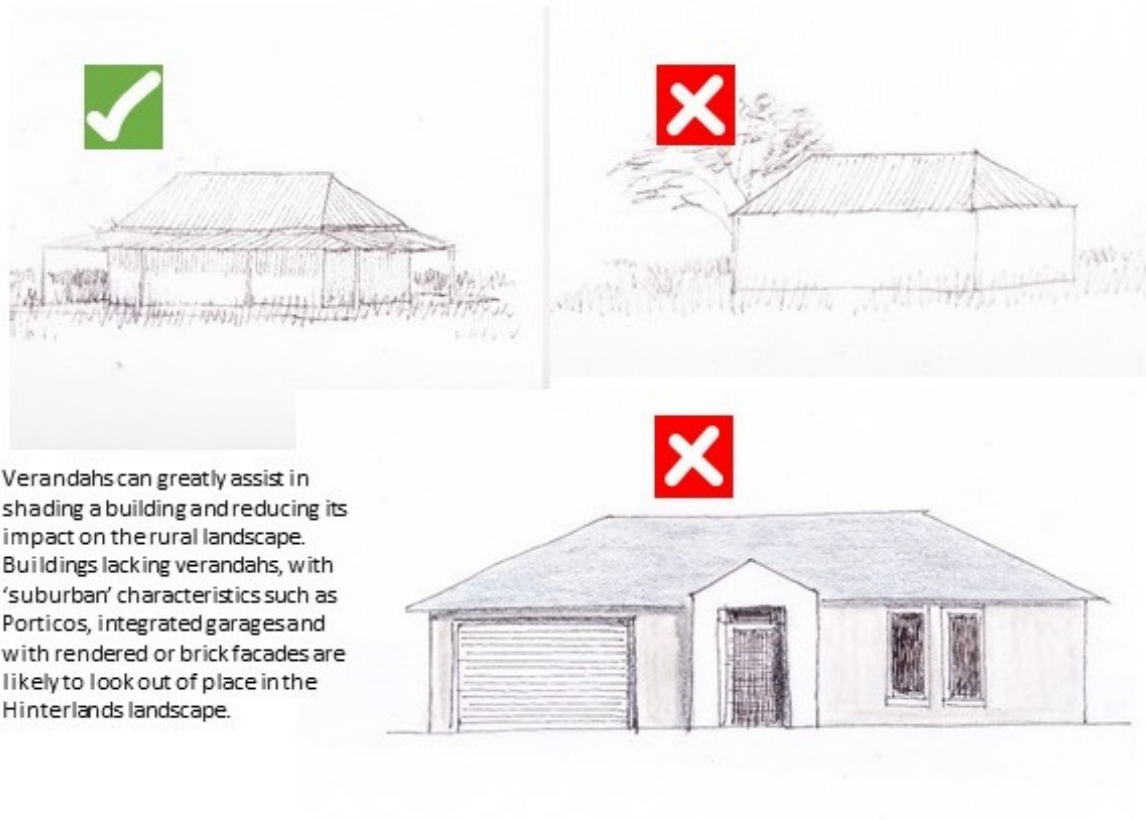 Verandahs can greatly assist in
shading a building and reducing its
impact on the rural landscape.
Buildings lacking verandahs, with
‘suburban’ characteristics such as
Porticos, integrated garages and
with rendered or brick facades are
likely to look out of place in the
Hinterlands landscape.